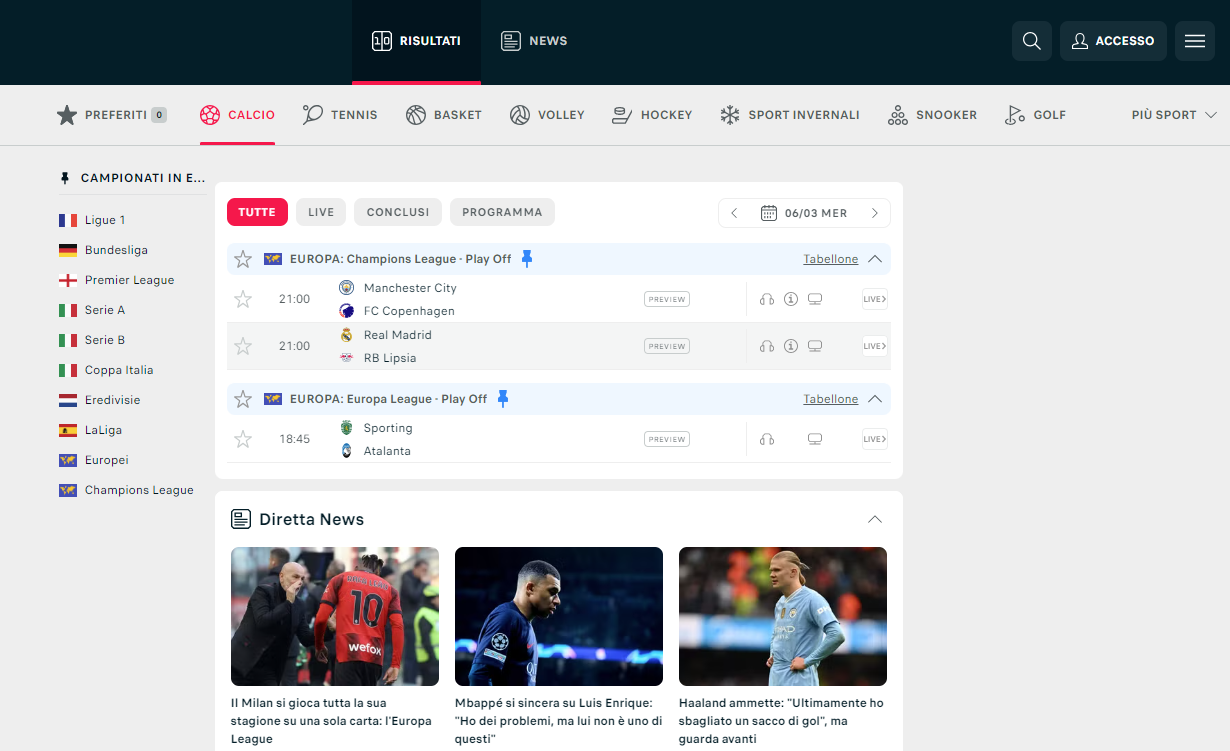 RISULTATI
NEWS
ACCESSO
PREFERITI 0
CALCIO
TENNIS
BASKET
VOLLEY
HOCKEY
SPORT INVERNALI
SNOOKER
GOLF
PIÙ SPORT
CAMPIONATI IN E...
Ligue 1
Bundesliga
Premier League
Serie A
Serie B
Coppa Italia
Eredivisie
LaLiga
Europei
Champions League
TUTTE
LIVE
CONCLUSI
PROGRAMMA
06/03 MER
EUROPA: Champions League - Play Off
Tabellone
21:00
Manchester City
FC Copenhagen
PREVIEW
LIVE
21:00
Real Madrid
RB Lipsia
PREVIEW
LIVE
EUROPA: Europa League - Play Off
Tabellone
18:45
Sporting
Atalanta
PREVIEW
LIVE
Diretta News
10
wefox
Il Milan si gioca tutta la sua
stagione su una sola carta: l'Europa
League
Mbappé si sincera su Luis Enrique:
"Ho dei problemi, ma lui non è uno di
questi"
Haaland ammette: "Ultimamente ho
sbagliato un sacco di gol", ma
guarda avanti